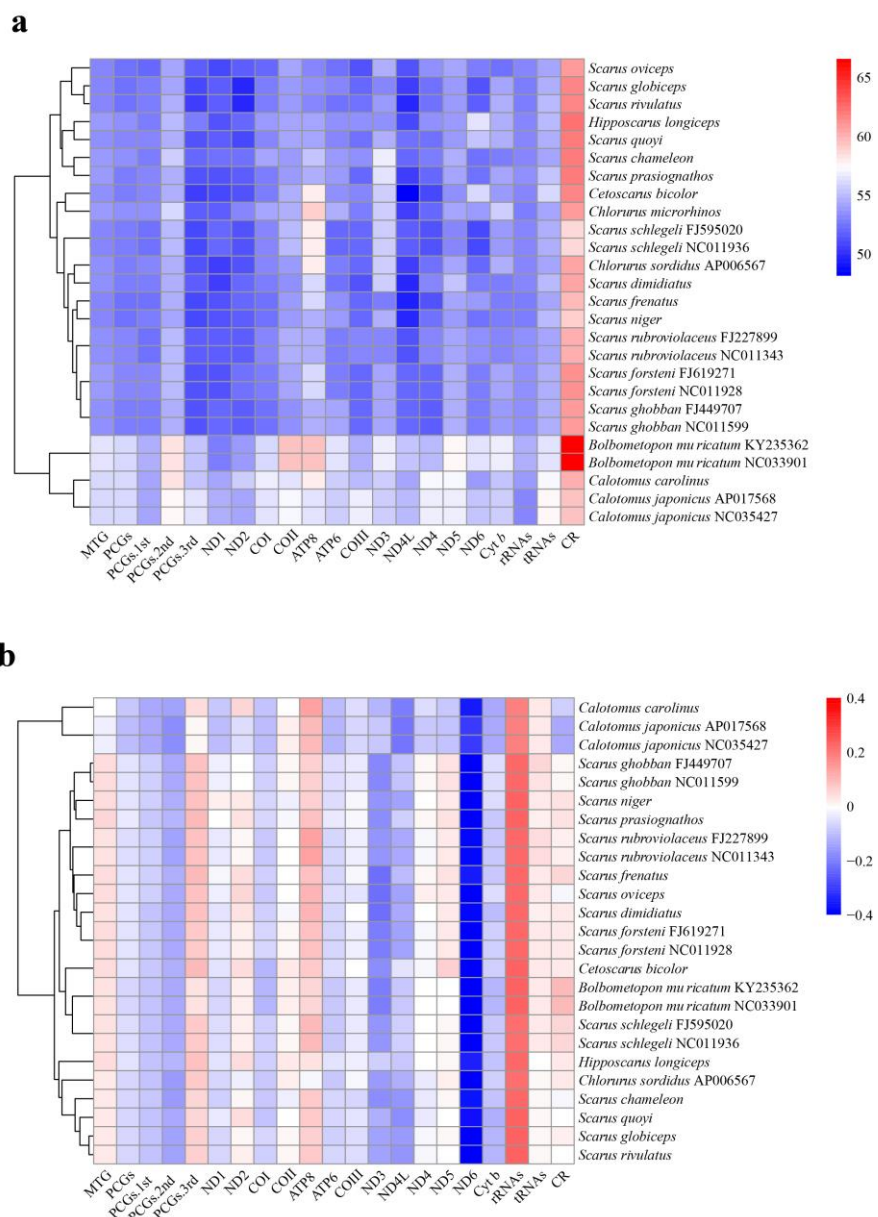 a
Scarus oviceps
Scarus globiceps
Scarus rivulatus
Hipposcarus longiceps
Scarus quoyi
Scarus chameleon
Scarus prasiognathos
Cetoscarus bicolor
Chlorurus microrhinos
Scarus schlegeli FJ595020
Scarus schlegeli NC011936
Chlorurus sordidus AP006567
Scarus dimidiatus
Scarus frenatus
Scarus niger
Scarus rubroviolaceus FJ227899
Scarus rubroviolaceus NC011343
Scarus forsteni FJ619271
Scarus forsteni NC011928
Scarus ghobban FJ449707
Scarus ghobban NC011599
Bolbometopon mu ricatum KY235362
Bolbometopon mu ricatum NC033901
Calotomus carolinus
Calotomus japonicus AP017568
Calotomus japonicus NC035427
65
60
55
50
MTG PCGs PCGs.1st PCGs.2nd PCGs.3rd ND1 ND2 COI COII ATP8 ATP6 COIII ND3 ND4L ND4 ND5 ND6 Cyt b rRNAs tRNAs CR
b
Calotomus carolinus
Calotomus japonicus AP017568
Calotomus japonicus NC035427
Scarus ghobban FJ449707
Scarus ghobban NC011599
Scarus niger
Scarus prasiognathos
Scarus rubroviolaceus FJ227899
Scarus rubroviolaceus NC011343
Scarus frenatus
Scarus oviceps
Scarus dimidiatus
Scarus forsteni FJ619271
Scarus forsteni NC011928
Cetoscarus bicolor
Bolbometopon mu ricatum KY235362
Bolbometopon mu ricatum NC033901
Scarus schlegeli FJ595020
Scarus schlegeli NC011936
Hipposcarus longiceps
Chlorurus sordidus AP006567
Scarus chameleon
Scarus quoyi
Scarus globiceps
Scarus rivulatus
0.4
0.2
0
−0.2
−0.4
MTG PCGs PCGs.1st PCGs.2nd PCGs.3rd ND1 ND2 COI COII ATP8 ATP6 COIII ND3 ND4L ND4 ND5 ND6 Cyt b rRNAs tRNAs CR